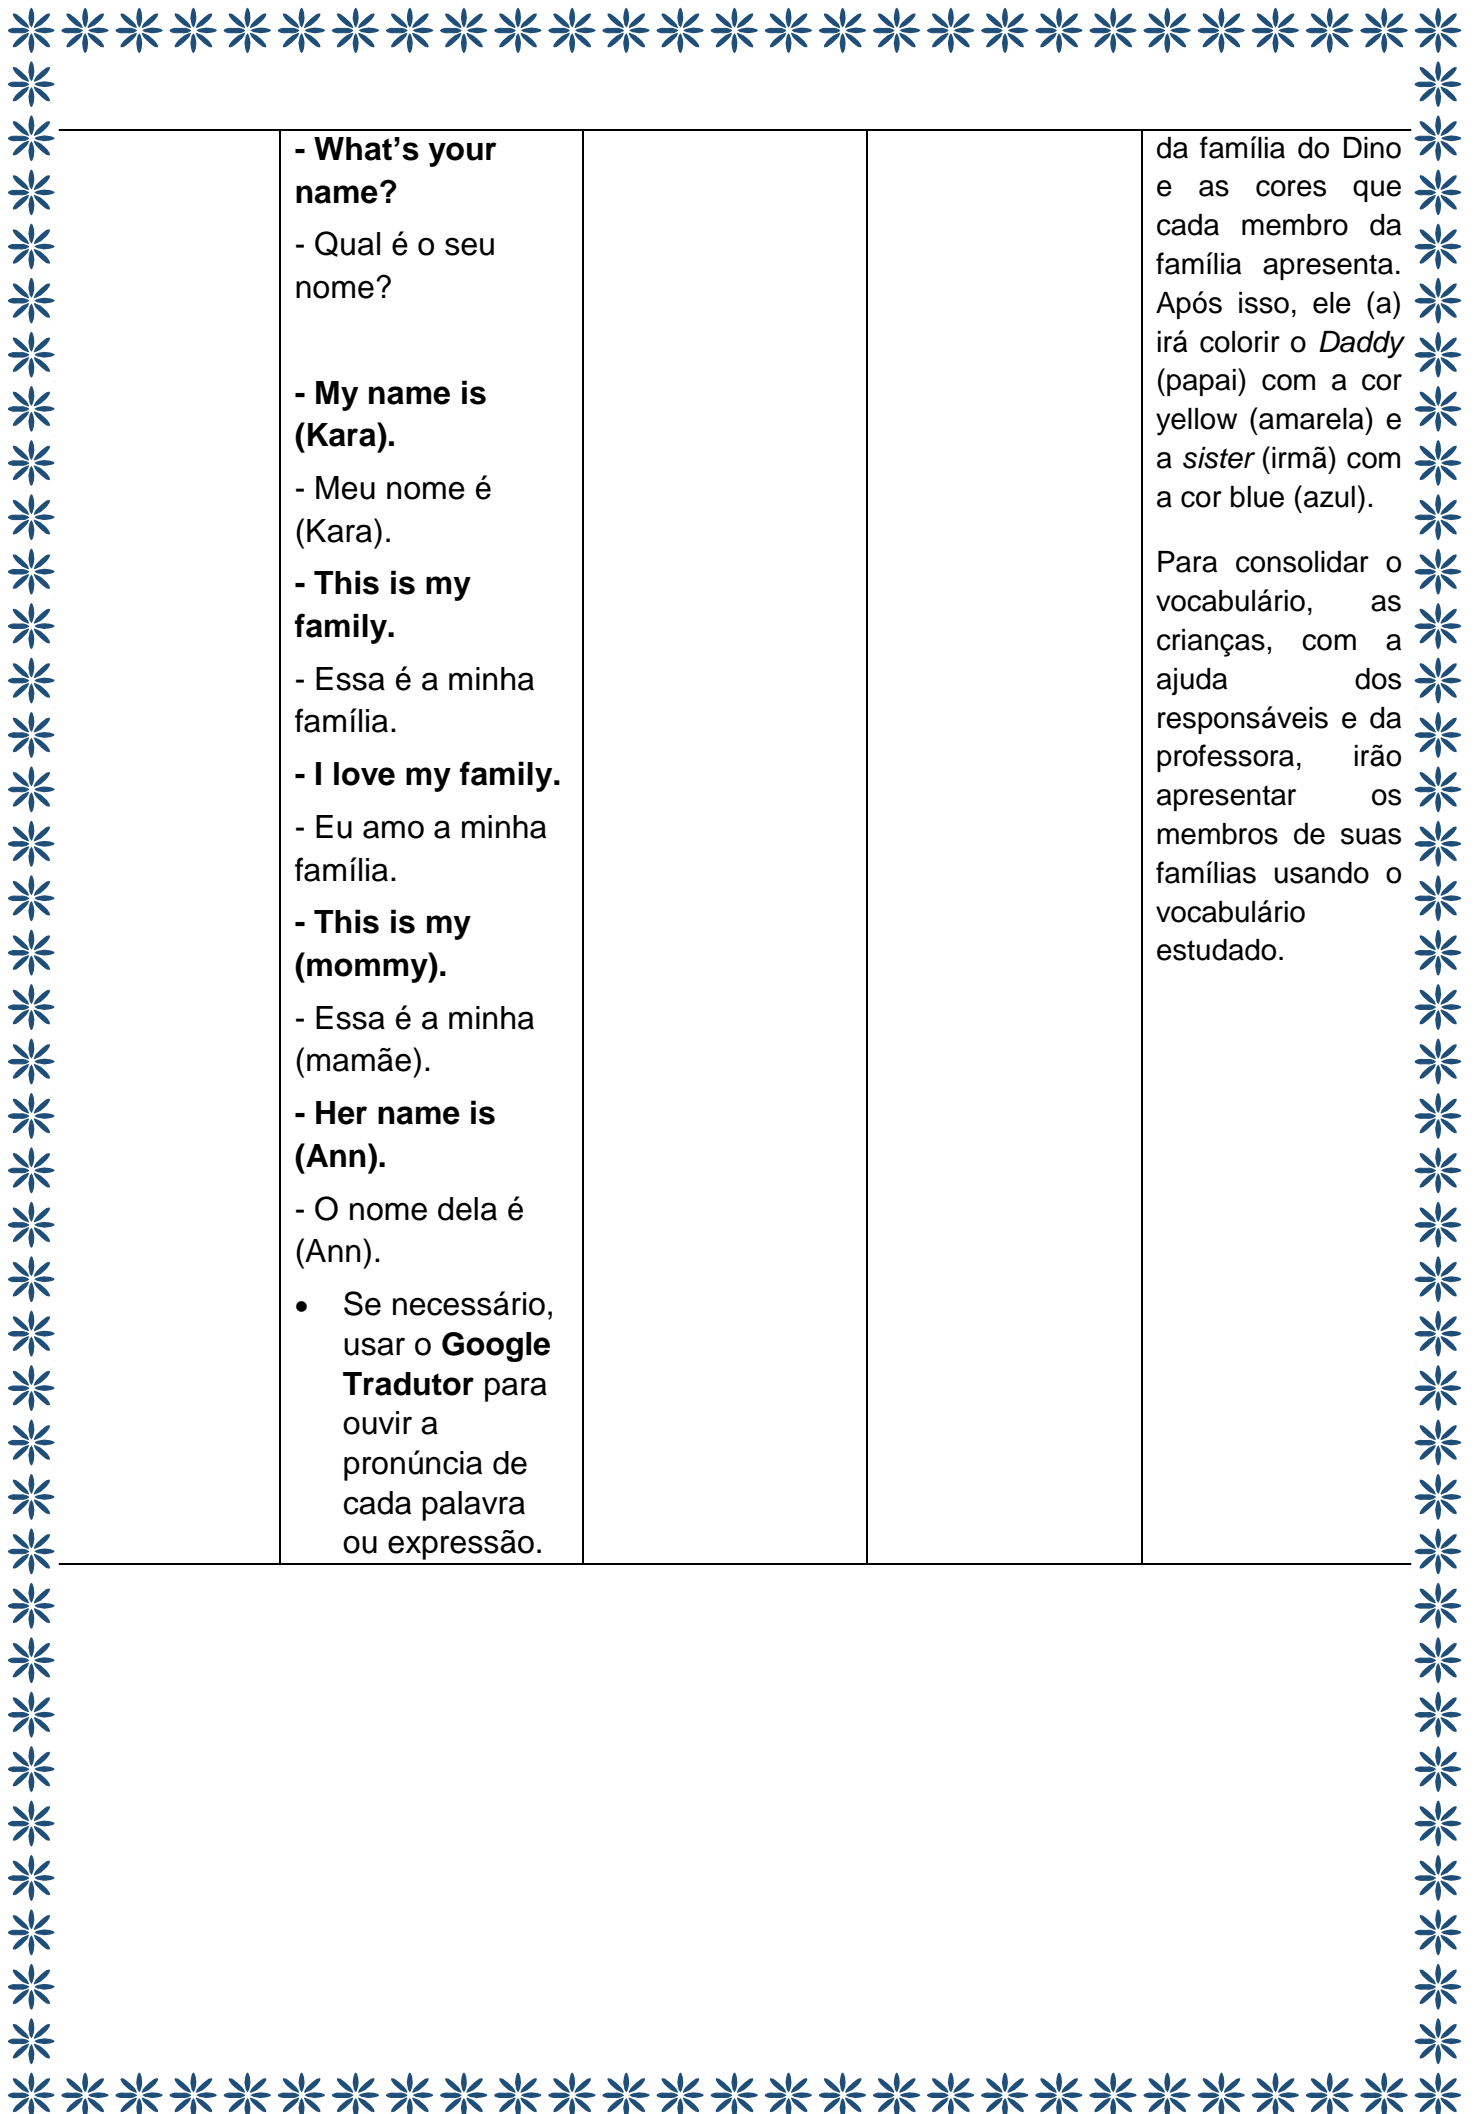 - What’s your
name?
- Qual é o seu
nome?
- My name is
(Kara).
- Meu nome é
(Kara).
- This is my
family.
- Essa é a minha
família.
- I love my family.
- Eu amo a minha
família.
- This is my
(mommy).
- Essa é a minha
(mamãe).
- Her name is
(Ann).
- O nome dela é
(Ann).
• Se necessário,
usar o Google
Tradutor para
ouvir a
pronúncia de
cada palavra
ou expressão.
da família do Dino
e as cores que
cada membro da
família apresenta.
Após isso, ele (a)
irá colorir o Daddy
(papai) com a cor
yellow (amarela) e
a sister (irmã) com
a cor blue (azul).
Para consolidar o
vocabulário, as
crianças, com a
ajuda dos
responsáveis e da
professora, irão
apresentar os
membros de suas
famílias usando o
vocabulário
estudado.